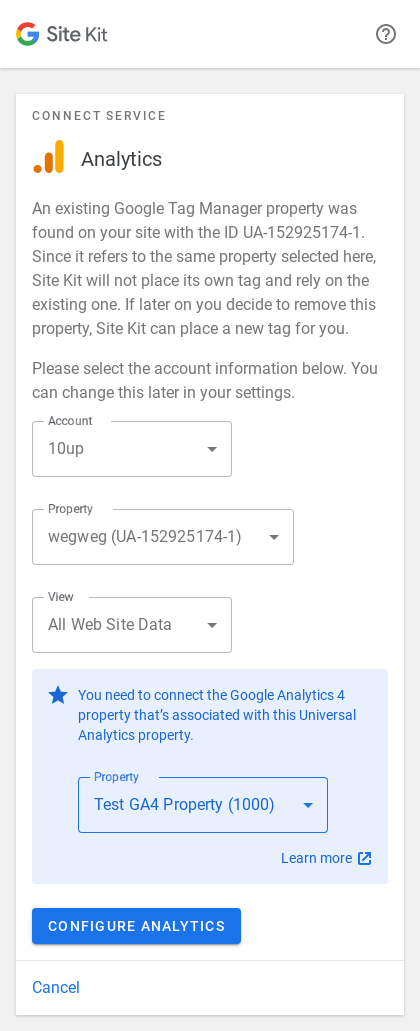 Site Kit
CONNECT SERVICE
Analytics
An existing Google Tag Manager property was
found on your site with the ID UA-152925174-1.
Since it refers to the same property selected here,
Site Kit will not place its own tag and rely on the
existing one. If later on you decide to remove this
property, Site Kit can place a new tag for you.
Please select the account information below. You
can change this later in your settings.
Account
10up
Property
wegweg (UA-152925174-1)
View
All Web Site Data
You need to connect the Google Analytics 4
property that’s associated with this Universal
Analytics property.
Property
Test GA4 Property (1000)
Learn more
CONFIGURE ANALYTICS
Cancel